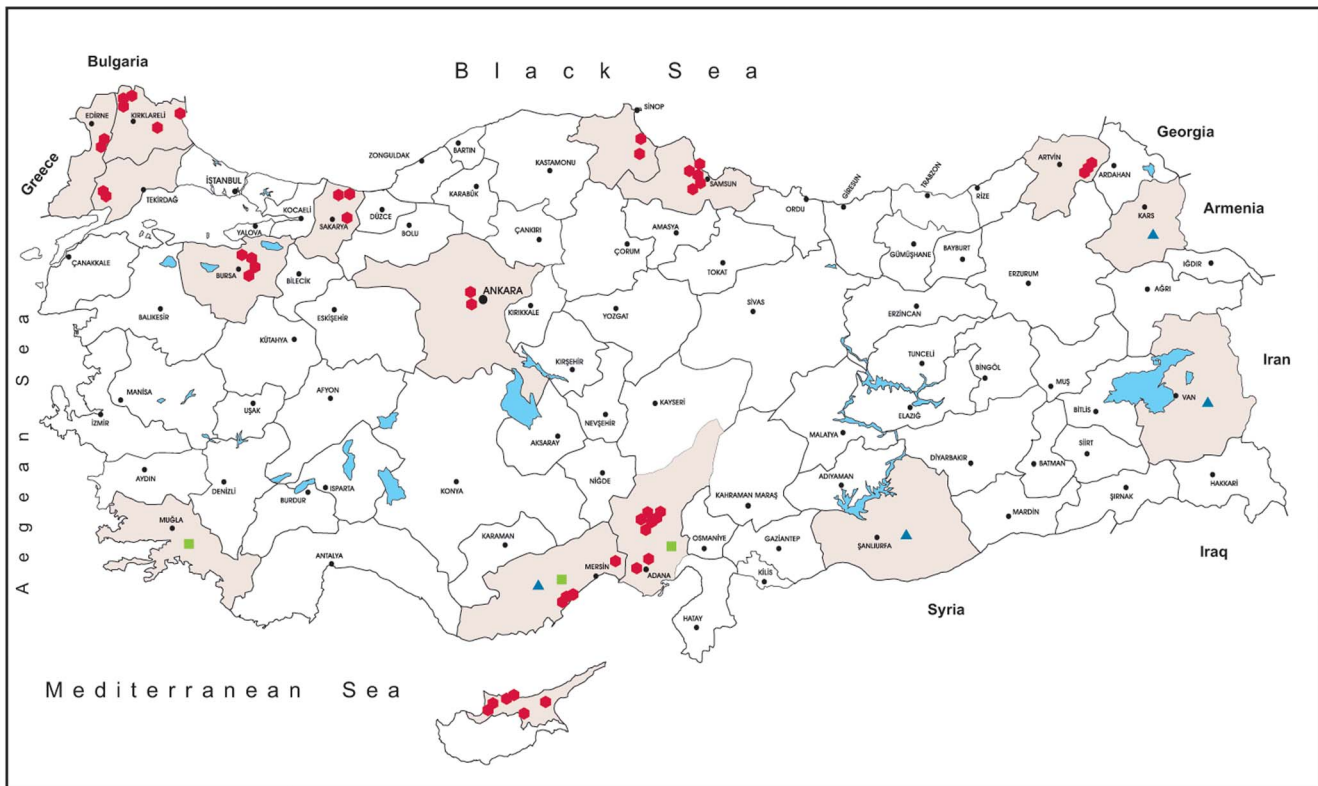 Bulgaria
Black Sea
SİNOP
EDİRNE
KIRKLARELİ
Georgia
Greece
ZONGULDAK
BARTIN
KASTAMONU
ARTVİN
ARDAHAN
İSTANBUL
TEKİRDAĞ
KARABÜK
SAMSUN
ORDU
GİRESUN
TRABZON
RİZE
KARS
Armenia
KOCAELİ
SAKARYA
DÜZCE
BOLU
YALOVA
ÇANKIRI
AMASYA
ÇORUM
TOKAT
GÜMÜŞHANE
BAYBURT
ERZURUM
IĞDIR
ÇANAKKALE
BURSA
BİLECİK
ANKARA
KIRIKKALE
AĞRI
BALIKESİR
ESKİŞEHİR
YOZGAT
SİVAS
ERZİNCAN
KÜTAHYA
Iran
KIRŞEHİR
TUNCELİ
BİNGÖL
MUŞ
MANİSA
UŞAK
AFYON
KAYSERİ
ELAZIĞ
BİTLİS
VAN
İZMİR
NEVŞEHİR
AKSARAY
MALATYA
SİİRT
Aegean Sea
AYDIN
DENİZLİ
BURDUR
ISPARTA
KONYA
NİĞDE
KAHRAMAN MARAŞ
ADIYAMAN
DİYARBAKIR
BATMAN
ŞIRNAK
HAKKARİ
MARDİN
MUĞLA
ANTALYA
KARAMAN
MERSİN
ADANA
OSMANİYE
GAZİANTEP
KİLİS
ŞANLIURFA
Iraq
HATAY
Syria
Mediterranean Sea